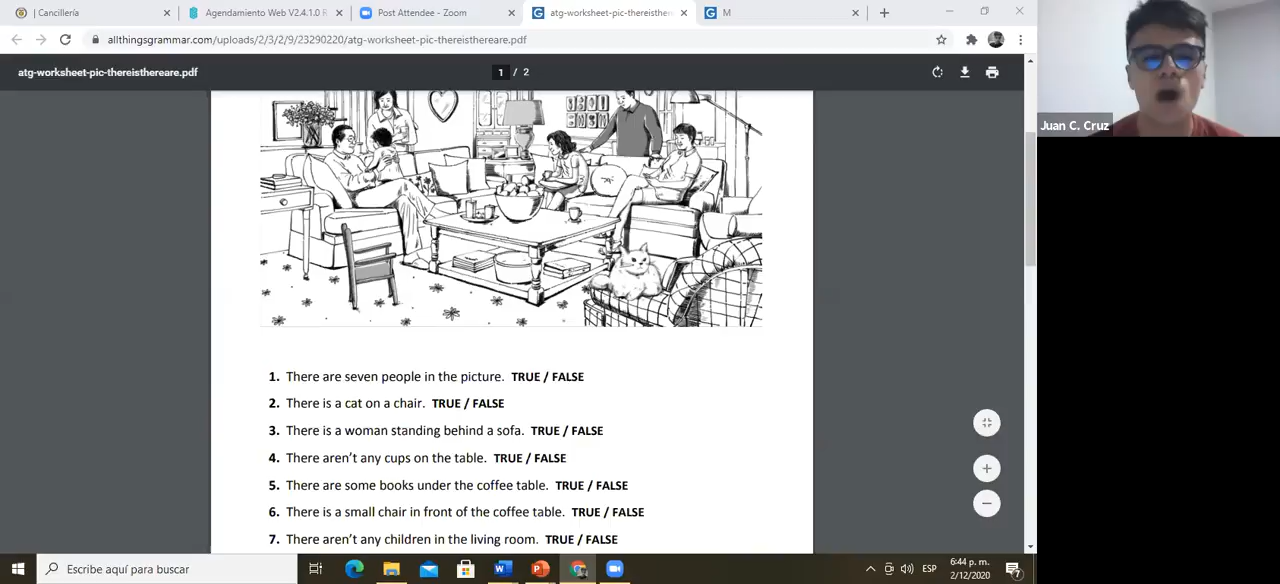 Cancillería
Agendamiento Web V2.4.1.0 R
Post Attendee - Zoom
atg-worksheet-pic-thereisther
M
allthingsgrammar.com/uploads/2/3/2/9/23290220/atg-worksheet-pic-thereisthereare.pdf
atg-worksheet-pic-thereisthereare.pdf
1 / 2
Juan C. Cruz
1. There are seven people in the picture. TRUE / FALSE
2. There is a cat on a chair. TRUE / FALSE
3. There is a woman standing behind a sofa. TRUE / FALSE
4. There aren't any cups on the table. TRUE / FALSE
5. There are some books under the coffee table. TRUE / FALSE
6. There is a small chair in front of the coffee table. TRUE / FALSE
7. There aren't any children in the living room. TRUE / FALSE
Escribe aquí para buscar
ESP
6:44 p. m.
2/12/2020
7